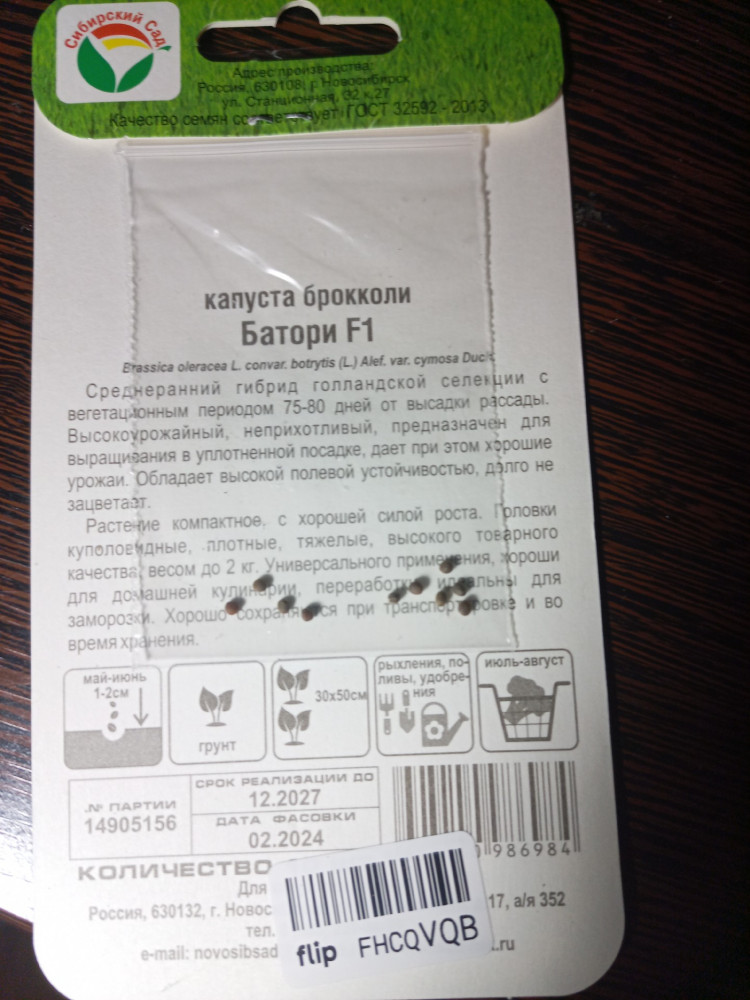 Сибирский Сад
Адрес производства:
Россия, 630108, г. Новосибирск,
ул. Станционная, 32 к.27
Качество семян соответствует ГОСТ 32592 - 2013
капуста брокколи
Батори F1
Brassica oleracea L. convar. botrytis (L.) Alef. var. cymosa Duch.
Среднеранний гибрид голландской селекции с
вегетационным периодом 75-80 дней от высадки рассады.
Высокоурожайный, неприхотливый, предназначен для
выращивания в уплотненной посадке, дает при этом хорошие
урожаи. Обладает высокой полевой устойчивостью, долго не
зацветает.
Растение компактное, с хорошей силой роста. Головки
куполовидные, плотные, тяжелые, высокого товарного
качества, весом до 2 кг. Универсального применения, хороши
для домашней кулинарии, переработки, идеальны для
заморозки. Хорошо сохраняются при транспортировке и во
время хранения.
май-июнь
1-2см
грунт
30х50см
рыхления, по-
ливы, удобре-
ния
июль-август
№ ПАРТИИ
14905156
СРОК РЕАЛИЗАЦИИ ДО
12.2027
ДАТА ФАСОВКИ
02.2024
986984
КОЛИЧЕСТВО
Для
Россия, 630132, г. Новос
17, а/я 352
тел.
e-mail: novosibsad
.ru
flip FHCQVQB